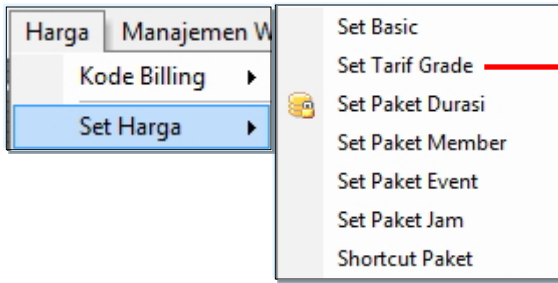 Harga
Manajemen W
Kode Billing
Set Harga
Set Basic
Set Tarif Grade
Set Paket Durasi
Set Paket Member
Set Paket Event
Set Paket Jam
Shortcut Paket